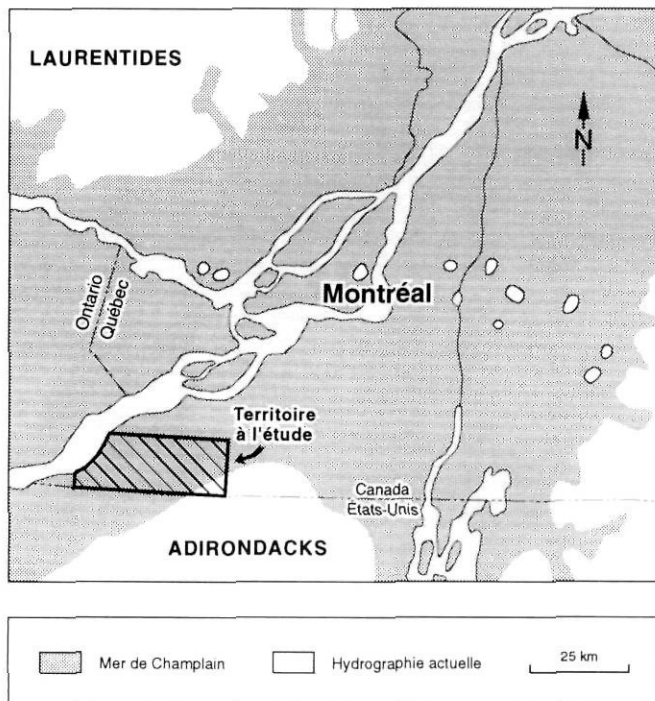 LAURENTIDES
N
Ontario
Québec
Montréal
Territoire
à l'étude
Canada
États-Unis
ADIRONDACKS
Mer de Champlain
Hydrographie actuelle
25 km